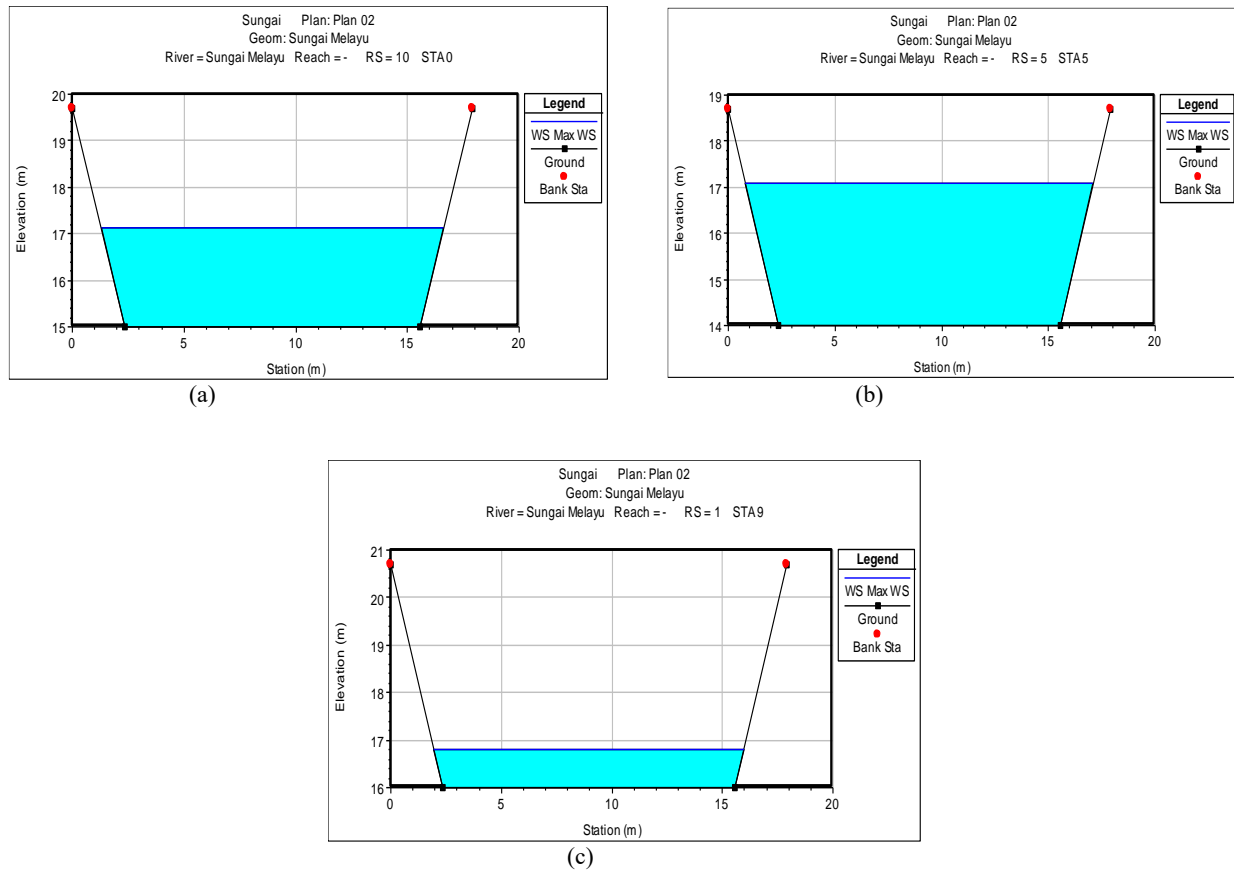 Sungai Plan: Plan 02
Geom: Sungai Melayu
River = Sungai Melayu Reach = - RS = 10 STA0
20
19
18
17
16
15
Elevation (m)
0 5 10 15 20
Station (m)
Legend
WS Max WS
Ground
Bank Sta
(a)
Sungai Plan: Plan 02
Geom: Sungai Melayu
River = Sungai Melayu Reach = - RS = 5 STA5
19
18
17
16
15
14
Elevation (m)
0 5 10 15 20
Station (m)
Legend
WS Max WS
Ground
Bank Sta
(b)
Sungai Plan: Plan 02
Geom: Sungai Melayu
River = Sungai Melayu Reach = - RS = 1 STA9
21
20
19
18
17
16
Elevation (m)
0 5 10 15 20
Station (m)
Legend
WS Max WS
Ground
Bank Sta
(c)